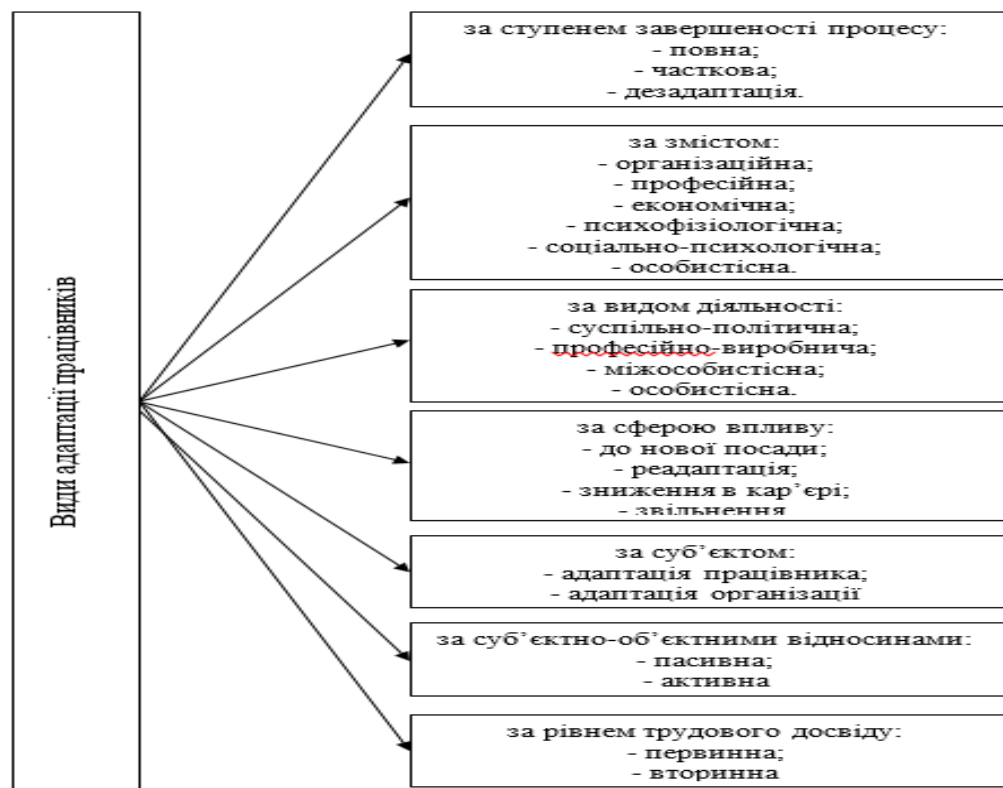 Види адаптації працівників
за ступенем завершеності процесу:
- повна;
- часткова;
- дезадаптація.
за змістом:
- організаційна;
- професійна;
- економічна;
- психофізіологічна;
- соціально-психологічна;
- особистісна.
за видом діяльності:
- суспільно-політична;
- професійно-виробнича;
- міжособистісна;
- особистісна.
за сферою впливу:
- до нової посади;
- реадаптація;
- зниження в кар’єрі;
- звільнення
за суб’єктом:
- адаптація працівника;
- адаптація організації
за суб’єктно-об’єктними відносинами:
- пасивна;
- активна
за рівнем трудового досвіду:
- первинна;
- вторинна